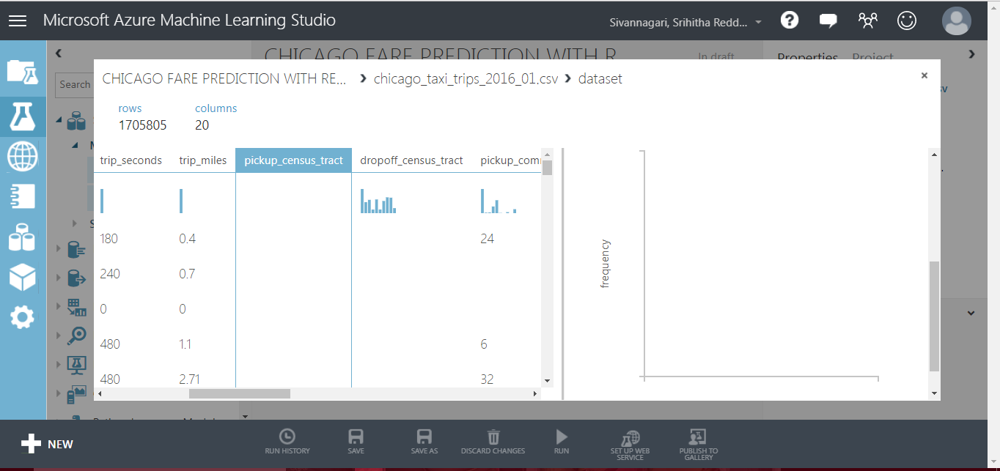 Microsoft Azure Machine Learning Studio
Sivannagari, Srihitha Redd...
CHICAGO FARE PREDICTION WITH R
In draft
Properties Project
Search
CHICAGO FARE PREDICTION WITH RE... > chicago_taxi_trips_2016_01.csv > dataset
rows columns
1705805 20
trip_seconds trip_miles pickup_census_tract dropoff_census_tract pickup_com
180 0.4 24
240 0.7
0 0
480 1.1 6
480 2.71 32
frequency
NEW
RUN HISTORY
SAVE
SAVE AS
DISCARD CHANGES
RUN
SET UP WEB
SERVICE
PUBLISH TO
GALLERY